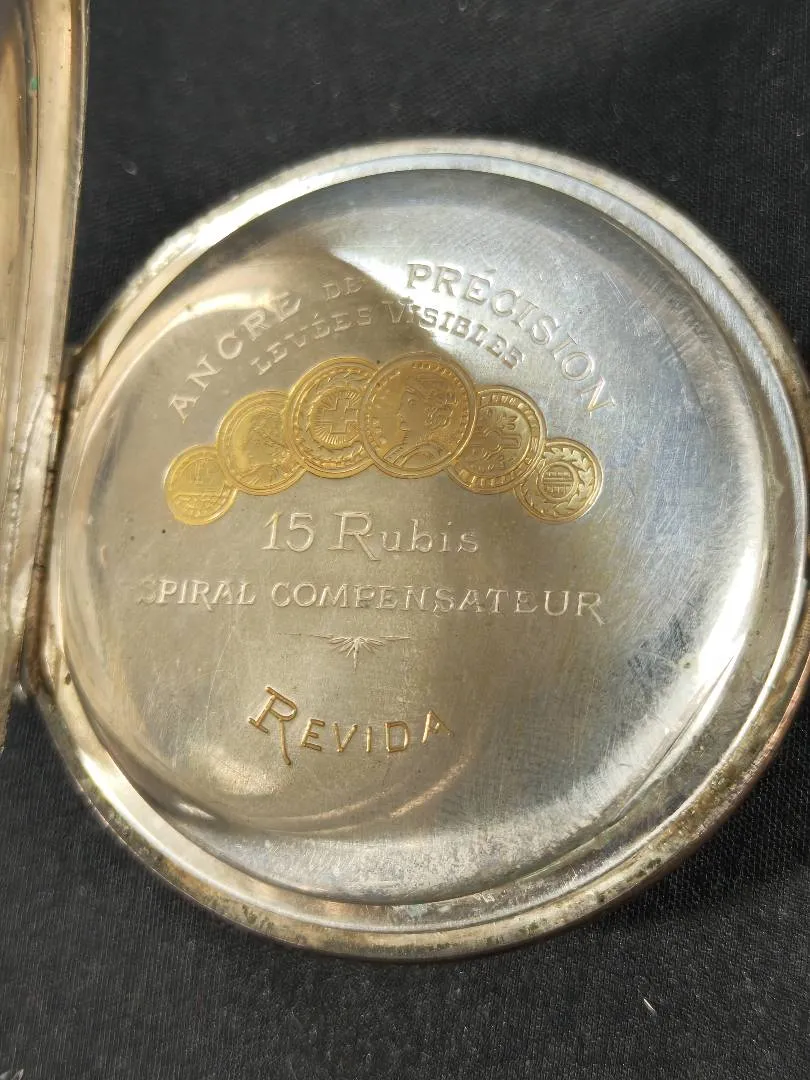 ANCRE DE PRÉCISION
LEVÉES VISIBLES
15 Rubis
SPIRAL COMPENSATEUR
REVIDA